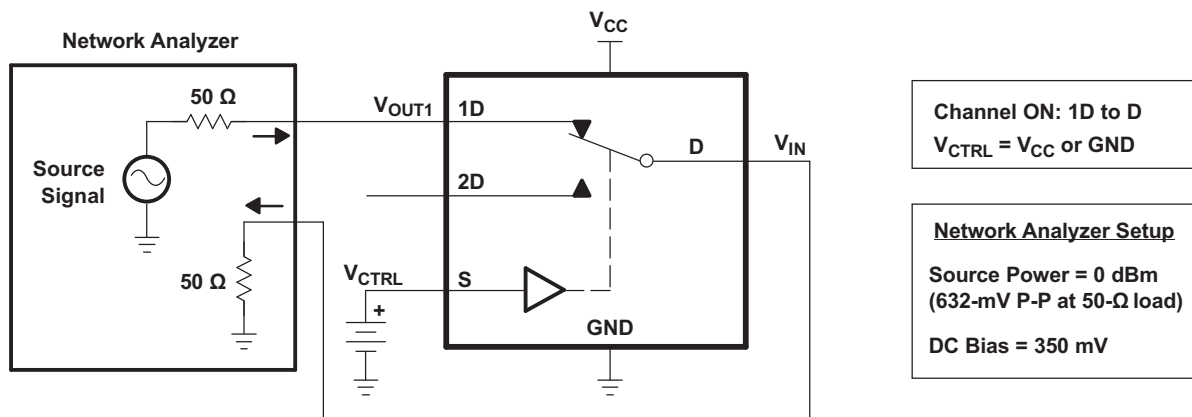 V_CC
Network Analyzer
50 Ω
V_OUT1
1D
Source
Signal
D
V_IN
2D
50 Ω
V_CTRL
S
+
GND
Channel ON: 1D to D
V_CTRL = V_CC or GND
Network Analyzer Setup
Source Power = 0 dBm
(632-mV P-P at 50-Ω load)
DC Bias = 350 mV